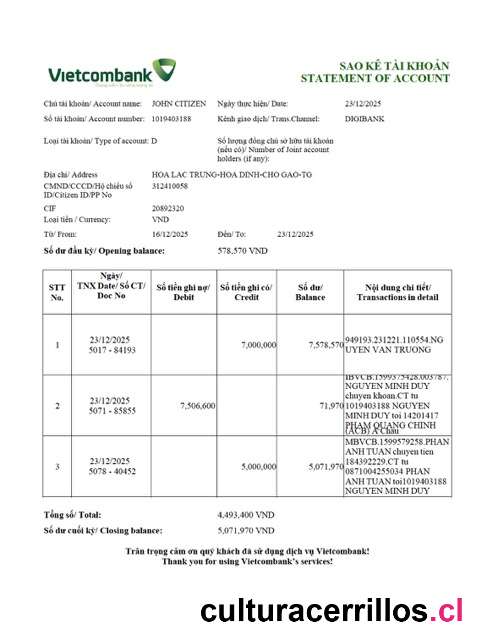 Vietcombank
SAO KÊ TÀI KHOẢN
STATEMENT OF ACCOUNT
Chủ tài khoản/ Account name: JOHN CITIZEN Ngày thực hiện/ Date: 23/12/2025
Số tài khoản/ Account number: 1019403188 Kênh giao dịch/ Trans.Channel: DIGIBANK
Loại tài khoản/ Type of account: D Số lượng đồng chủ sở hữu tài khoản
(nếu có)/ Number of Joint account
holders (if any):
Địa chỉ/ Address HOA LAC TRUNG-HOA DINH-CHO GAO-TG
CMND/CCCD/Hộ chiếu số 312410058
ID/Citizen ID/PP No
CIF 20892320
Loại tiền / Currency: VND
Từ/ From: 16/12/2025 Đến/ To: 23/12/2025
Số dư đầu kỳ/ Opening balance: 578,570 VND
STT
No.
Ngày/
TNX Date/ Số CT/
Doc No
Số tiền ghi nợ/
Debit
Số tiền ghi có/
Credit
Số dư/
Balance
Nội dung chi tiết/
Transactions in detail
1
23/12/2025
5017 - 84193
7,000,000
7,578,570
949193.231221.110554.NG
UYEN VAN TRUONG
2
23/12/2025
5071 - 85855
7,506,600
71,970
IBVCB.1599375428.003787.
NGUYEN MINH DUY
chuyen khoan.CT tu
1019403188 NGUYEN
MINH DUY toi 14201417
PHAM QUANG CHINH
(ACB) A Chau
3
23/12/2025
5078 - 40452
5,000,000
5,071,970
MBVCB.1599579258.PHAN
ANH TUAN chuyen tien
184392229.CT tu
0871004255034 PHAN
ANH TUAN toi1019403188
NGUYEN MINH DUY
Tổng số/ Total: 4,493,400 VND
Số dư cuối kỳ/ Closing balance: 5,071,970 VND
Trân trọng cảm ơn quý khách đã sử dụng dịch vụ Vietcombank!
Thank you for using Vietcombank's services!
culturacerrillos.cl